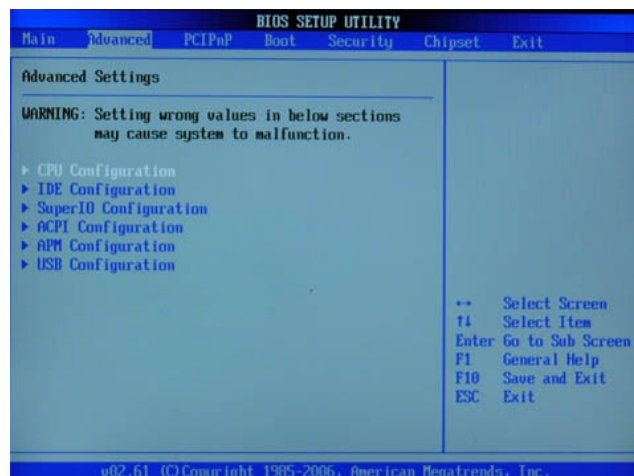 BIOS SETUP UTILITY
Main Advanced PCIPnP Boot Security Chipset Exit
Advanced Settings
WARNING: Setting wrong values in below sections
may cause system to malfunction.
▶ CPU Configuration
▶ IDE Configuration
▶ SuperIO Configuration
▶ ACPI Configuration
▶ APM Configuration
▶ USB Configuration
↔ Select Screen
↑↓ Select Item
Enter Go to Sub Screen
F1 General Help
F10 Save and Exit
ESC Exit
v02.61 (C)Copyright 1985-2006, American Megatrends, Inc.